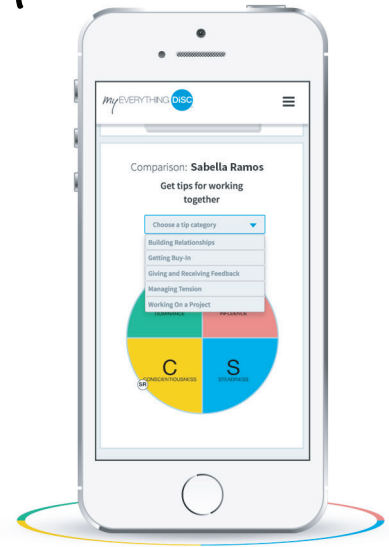 my EVERYTHING DiSC
Comparison: Sabella Ramos
Get tips for working
together
Choose a tip category
Building Relationships
Getting Buy-In
Giving and Receiving Feedback
Managing Tension
Working On a Project
DOMINANCE INFLUENCE
C S
CONSCIENTIOUSNESS STEADINESS
SR